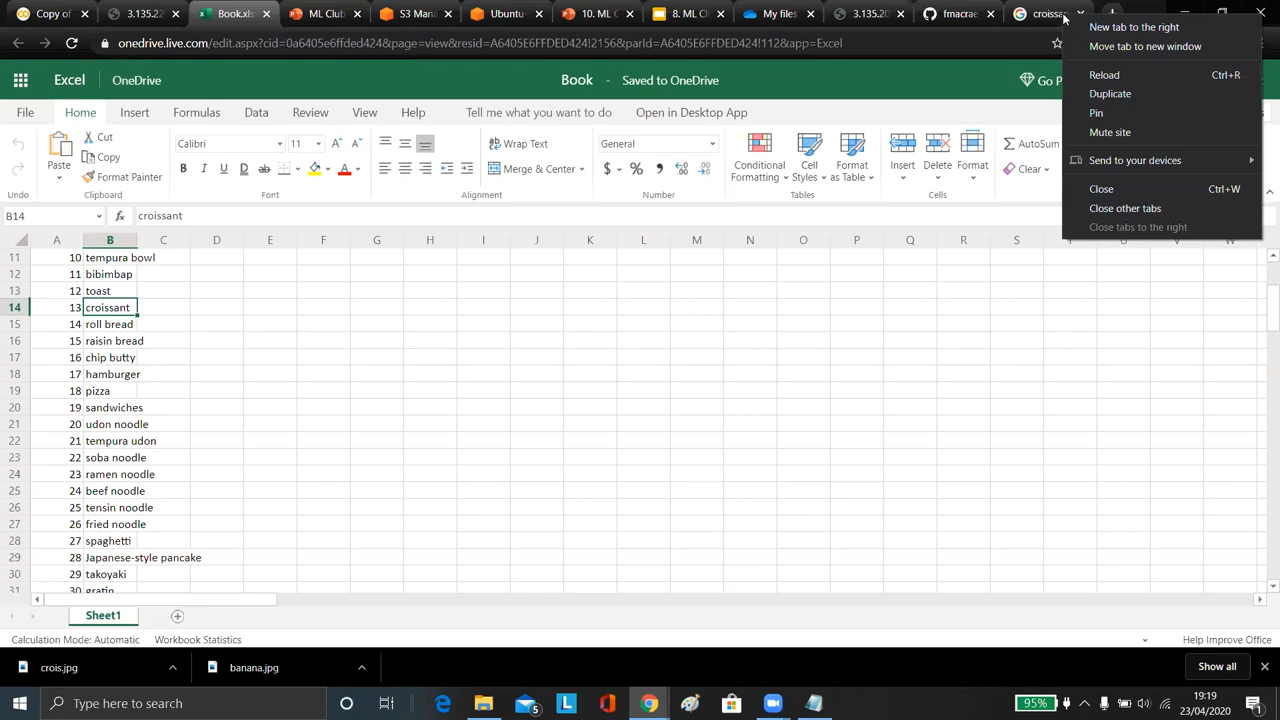 Copy of
3.135.22
Book.xlsx
ML Club
S3 Mana
Ubuntu
10. ML C
8. ML Cl
My files
3.135.20
fmacrae
croissa
onedrive.live.com/edit.aspx?cid=0a6405e6ffded424&page=view&resid=A6405E6FFDED424!2156&parId=A6405E6FFDED424!112&app=Excel
Excel OneDrive
Book - Saved to OneDrive
Go P
New tab to the right
Move tab to new window
Reload Ctrl+R
Duplicate
Pin
Mute site
Send to your devices
Close Ctrl+W
Close other tabs
Close tabs to the right
File Home Insert Formulas Data Review View Help Tell me what you want to do Open in Desktop App
Undo
Paste
Cut
Copy
Format Painter
Clipboard
Calibri 11
B I U D ab A
Font
Wrap Text
Merge & Center
Alignment
General
$ % 9
Number
Conditional Formatting
Cell Styles
Format as Table
Tables
Insert
Delete
Format
Cells
AutoSum
Clear
B14 fx croissant
A B C D E F G H I J K L M N O P Q R S T U V W
11 10 tempura bowl
12 11 bibimbap
13 12 toast
14 13 croissant
15 14 roll bread
16 15 raisin bread
17 16 chip butty
18 17 hamburger
19 18 pizza
20 19 sandwiches
21 20 udon noodle
22 21 tempura udon
23 22 soba noodle
24 23 ramen noodle
25 24 beef noodle
26 25 tensin noodle
27 26 fried noodle
28 27 spaghetti
29 28 Japanese-style pancake
30 29 takoyaki
31 30 gratin
Sheet1
Calculation Mode: Automatic Workbook Statistics
Help Improve Office
crois.jpg
banana.jpg
Show all
Type here to search
5
L
95%
19:19
23/04/2020
1